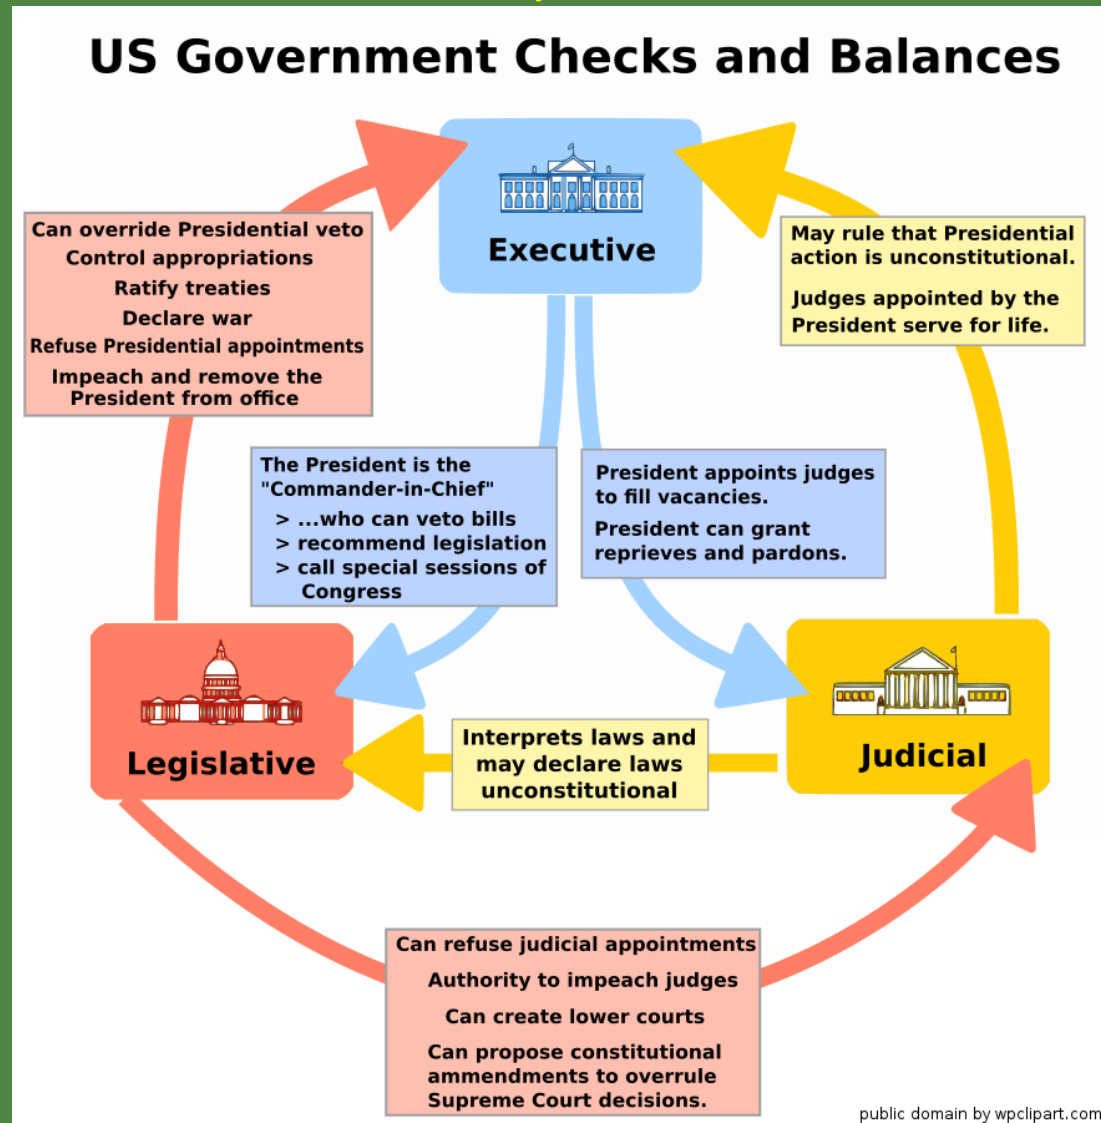 US Government Checks and Balances
Executive
Can override Presidential veto
Control appropriations
Ratify treaties
Declare war
Refuse Presidential appointments
Impeach and remove the
President from office
May rule that Presidential
action is unconstitutional.
Judges appointed by the
President serve for life.
The President is the
"Commander-in-Chief"
> ...who can veto bills
> recommend legislation
> call special sessions of
Congress
President appoints judges
to fill vacancies.
President can grant
reprieves and pardons.
Legislative
Interprets laws and
may declare laws
unconstitutional
Judicial
Can refuse judicial appointments
Authority to impeach judges
Can create lower courts
Can propose constitutional
ammendments to overrule
Supreme Court decisions.
public domain by wpclipart.com